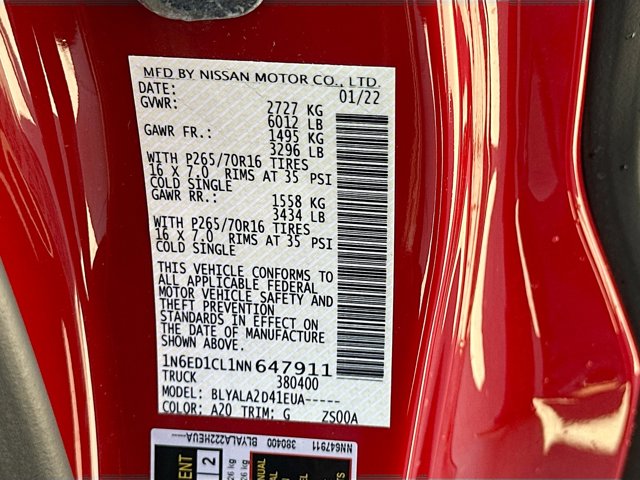 MFD BY NISSAN MOTOR CO., LTD.
DATE: 01/22
GVWR: 2727 KG
6012 LB
GAWR FR.: 1495 KG
3296 LB
WITH P265/70R16 TIRES
16 X 7.0 RIMS AT 35 PSI
COLD SINGLE
GAWR RR.: 1558 KG
3434 LB
WITH P265/70R16 TIRES
16 X 7.0 RIMS AT 35 PSI
COLD SINGLE
THIS VEHICLE CONFORMS TO
ALL APPLICABLE FEDERAL
MOTOR VEHICLE SAFETY AND
THEFT PREVENTION
STANDARDS IN EFFECT ON
THE DATE OF MANUFACTURE
SHOWN ABOVE.
1N6ED1CL1NN647911
TRUCK 380400
MODEL: BLYALA2D41EUA-----
COLOR: A20 TRIM: G ZS00A
NN647911
380400
BLYALA222HEUA--
2